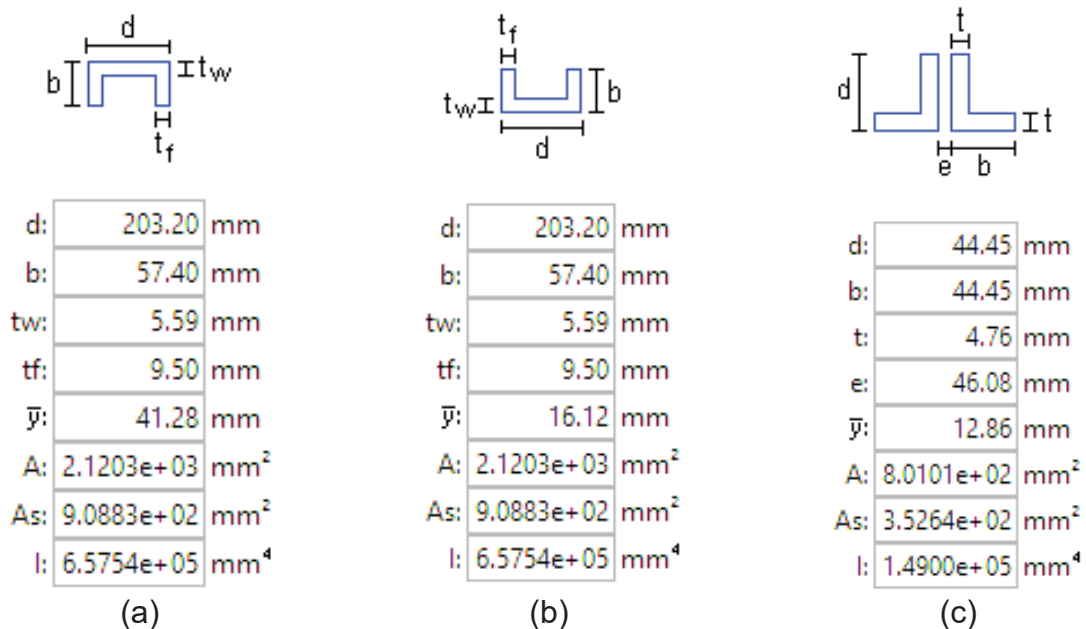 d
b
tw
tf
tf
tw
b
d
t
d
t
e b
d: 203.20 mm
b: 57.40 mm
tw: 5.59 mm
tf: 9.50 mm
y̅: 41.28 mm
A: 2.1203e+03 mm²
As: 9.0883e+02 mm²
I: 6.5754e+05 mm⁴
(a)
d: 203.20 mm
b: 57.40 mm
tw: 5.59 mm
tf: 9.50 mm
y̅: 16.12 mm
A: 2.1203e+03 mm²
As: 9.0883e+02 mm²
I: 6.5754e+05 mm⁴
(b)
d: 44.45 mm
b: 44.45 mm
t: 4.76 mm
e: 46.08 mm
y̅: 12.86 mm
A: 8.0101e+02 mm²
As: 3.5264e+02 mm²
I: 1.4900e+05 mm⁴
(c)